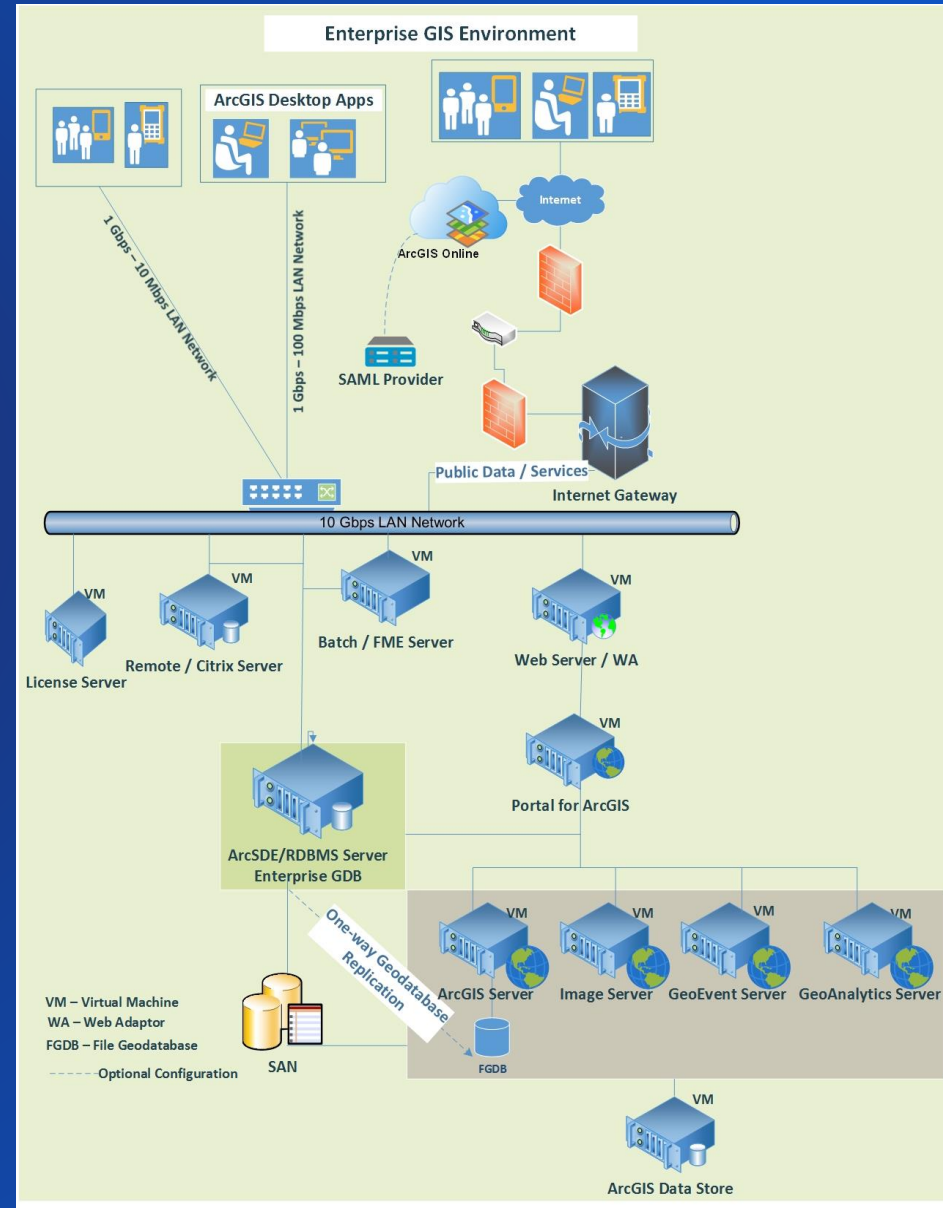 Enterprise GIS Environment
ArcGIS Desktop Apps
Internet
ArcGIS Online
1 Gbps – 10 Mbps LAN Network
1 Gbps – 100 Mbps LAN Network
SAML Provider
Public Data / Services
Internet Gateway
10 Gbps LAN Network
VM
License Server
VM
Remote / Citrix Server
VM
Batch / FME Server
VM
Web Server / WA
VM
Portal for ArcGIS
ArcSDE/RDBMS Server
Enterprise GDB
One-way Geodatabase
Replication
VM
ArcGIS Server
VM
Image Server
VM
GeoEvent Server
VM
GeoAnalytics Server
FGDB
SAN
VM – Virtual Machine
WA – Web Adaptor
FGDB – File Geodatabase
------Optional Configuration
VM
ArcGIS Data Store